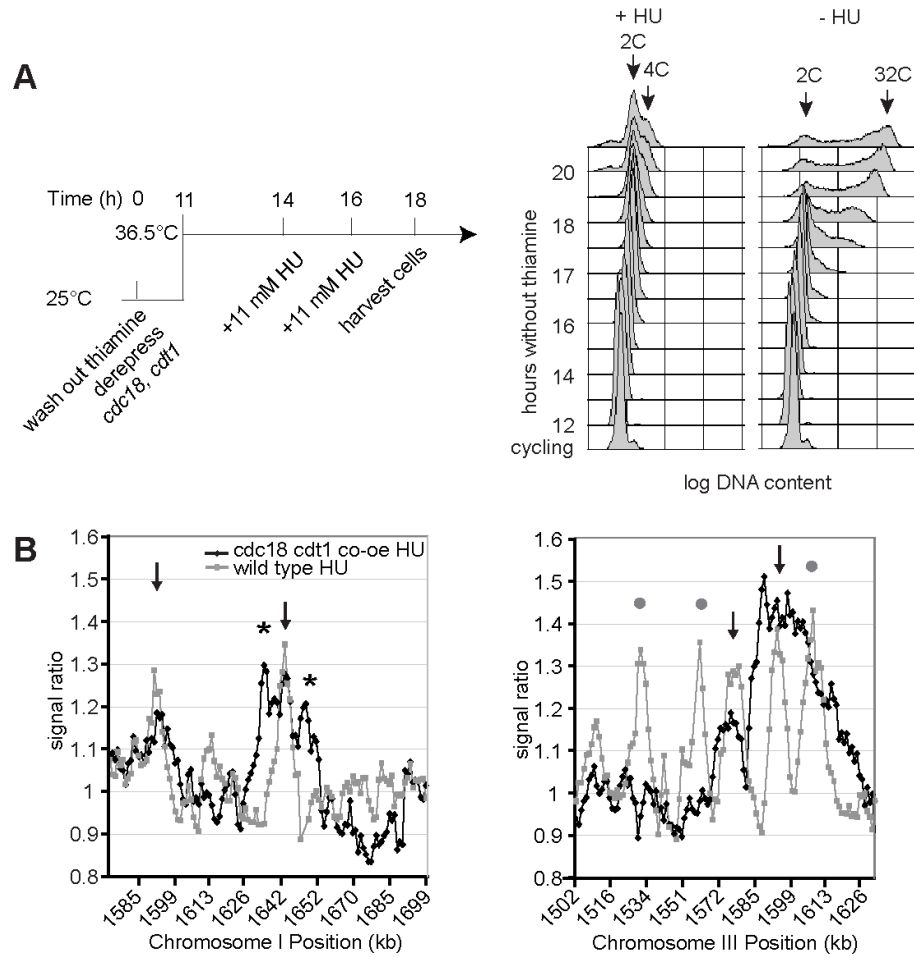 A
Time (h) 0 11 14 16 18
36.5°C
25°C
wash out thiamine
derepress
cdc18, cdt1
+11 mM HU
+11 mM HU
harvest cells
+ HU
2C
4C
- HU
2C
32C
hours without thiamine
20
18
17
16
14
12
cycling
log DNA content
B
signal ratio
1.6
1.5
1.4
1.3
1.2
1.1
1
0.9
0.8
cdc18 cdt1 co-oe HU
wild type HU
*
*
1585 1599 1613 1626 1642 1652 1670 1685 1699
Chromosome I Position (kb)
signal ratio
1.6
1.5
1.4
1.3
1.2
1.1
1
0.9
0.8
1502 1516 1534 1551 1572 1585 1599 1613 1626
Chromosome III Position (kb)